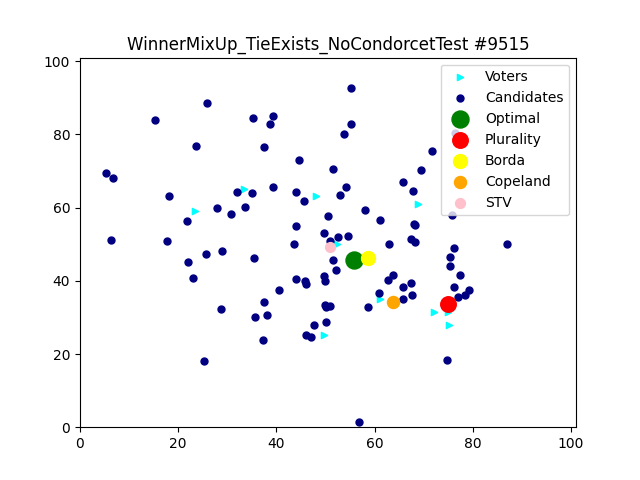 WinnerMixUp_TieExists_NoCondorcetTest #9515
Voters
Candidates
Optimal
Plurality
Borda
Copeland
STV
100
80
60
40
20
0
0 20 40 60 80 100